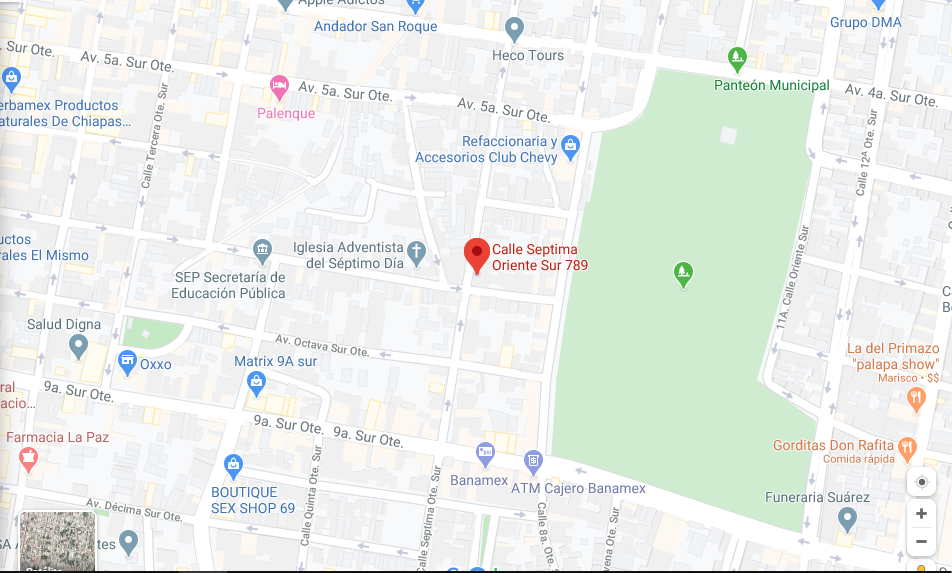 Apple Adictos
Andador San Roque
Grupo DMA
Heco Tours
Av. 5a. Sur Ote.
Panteón Municipal
Palenque
Av. 5a. Sur Ote.
Av. 5a. Sur Ote.
Av. 4a. Sur Ote.
erbamex Productos
aturales De Chiapas...
Calle Tercera Ote. Sur
Refaccionaria y
Accesorios Club Chevy
Calle 12ª Ote. Sur
uctos
rales El Mismo
Iglesia Adventista
del Séptimo Día
Calle Septima
Oriente Sur 789
SEP Secretaría de
Educación Pública
11A. Calle Oriente Sur
Salud Digna
Oxxo
Av. Octava Sur Ote.
Matrix 9A sur
La del Primazo
"palapa show"
Marisco • $$
9a. Sur Ote.
ral
acio...
9a. Sur Ote.
9a. Sur Ote.
Farmacia La Paz
Gorditas Don Rafita
Comida rápida
Banamex
ATM Cajero Banamex
BOUTIQUE
SEX SHOP 69
Funeraria Suárez
Av. Décima Sur Ote.
Calle Quinta Ote. Sur
Calle Septima Ote. Sur
Calle 8a. Ote. Sur
vena Ote. Sur
+
−